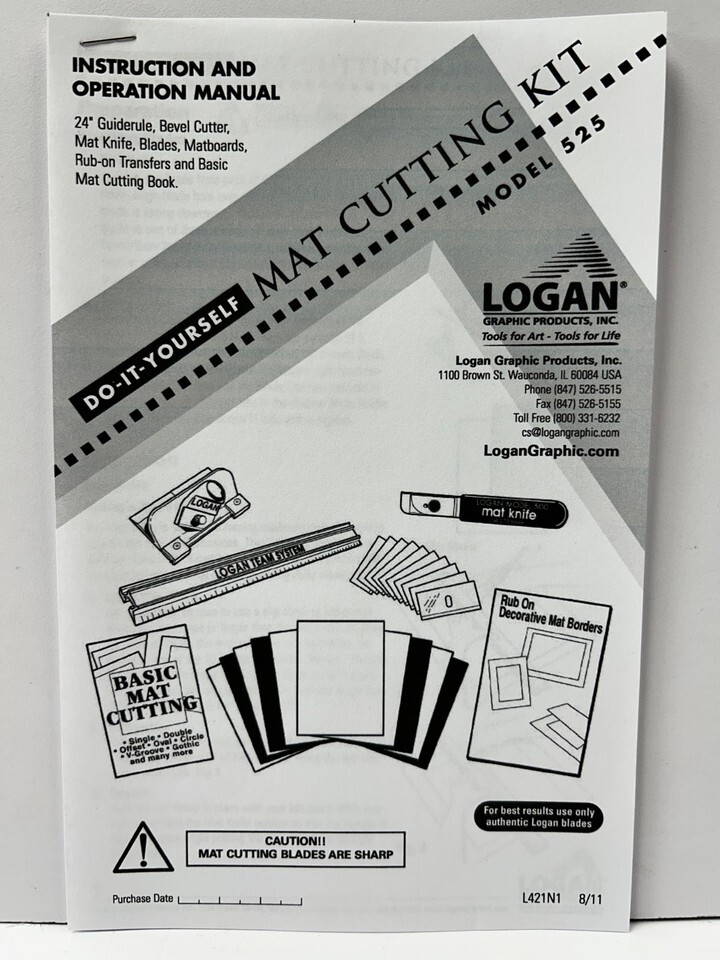 INSTRUCTION AND
OPERATION MANUAL
24" Guiderule, Bevel Cutter,
Mat Knife, Blades, Matboards,
Rub-on Transfers and Basic
Mat Cutting Book.
DO-IT-YOURSELF MAT CUTTING KIT
MODEL 525
LOGAN®
GRAPHIC PRODUCTS, INC.
Tools for Art - Tools for Life
Logan Graphic Products, Inc.
1100 Brown St. Wauconda, IL 60084 USA
Phone (847) 526-5515
Fax (847) 526-5155
Toll Free (800) 331-6232
cs@logangraphic.com
LoganGraphic.com
LOGAN
LOGAN MODEL 500
mat knife
LOGAN TEAM SYSTEM
0
Rub On
Decorative Mat Borders
BASIC
MAT
CUTTING
• Single • Double
• Offset • Oval • Circle
• V-Groove • Gothic
and many more
For best results use only
authentic Logan blades
CAUTION!!
MAT CUTTING BLADES ARE SHARP
Purchase Date
L421N1 8/11